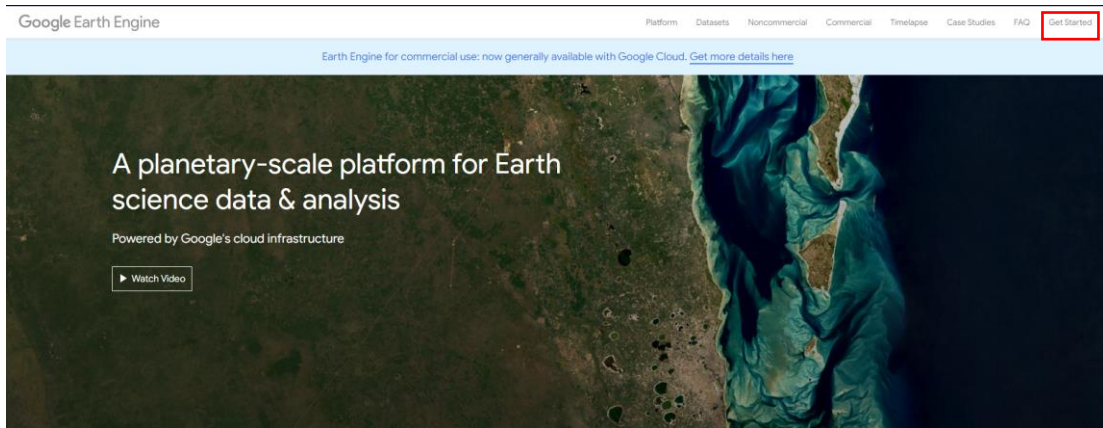 Google Earth Engine
Platform Datasets Noncommercial Commercial Timelapse Case Studies FAQ Get Started
Earth Engine for commercial use: now generally available with Google Cloud. Get more details here
A planetary-scale platform for Earth
science data & analysis
Powered by Google's cloud infrastructure
Watch Video